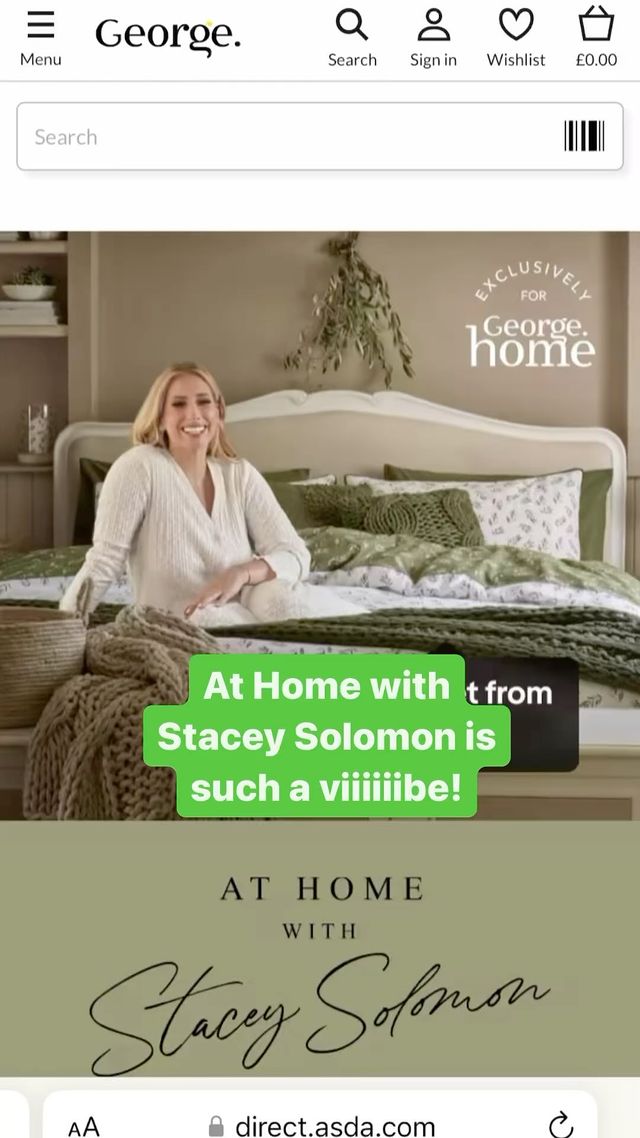 Menu
George.
Search
Sign in
Wishlist
£0.00
Search
EXCLUSIVELY
FOR
George.
home
t from
At Home with
Stacey Solomon is
such a viiiiiibe!
AT HOME
WITH
Stacey Solomon
AA
direct.asda.com